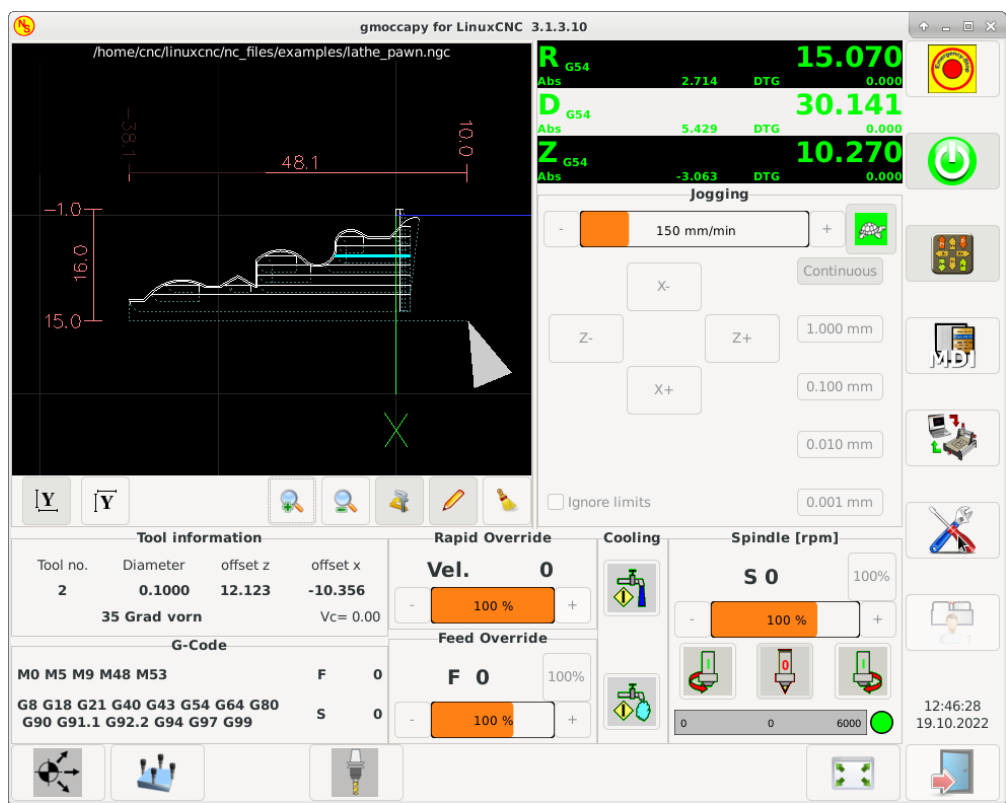 NS
gmoccapy for LinuxCNC 3.1.3.10
/home/cnc/linuxcnc/nc_files/examples/lathe_pawn.ngc
R G54 15.070
Abs 2.714 DTG 0.000
D G54 30.141
Abs 5.429 DTG 0.000
Z G54 10.270
Abs -3.063 DTG 0.000
-38.1
10.0
48.1
-1.0
16.0
15.0
X
Jogging
- 150 mm/min +
Continuous
X-
Z- Z+
1.000 mm
X+
0.100 mm
0.010 mm
Ignore limits
0.001 mm
Emergency-Stop
MDI
Y Y
Tool information
Tool no. Diameter offset z offset x
2 0.1000 12.123 -10.356
35 Grad vorn Vc= 0.00
G-Code
M0 M5 M9 M48 M53 F 0
G8 G18 G21 G40 G43 G54 G64 G80
G90 G91.1 G92.2 G94 G97 G99
S 0
Rapid Override
Vel. 0
- 100 % +
Feed Override
F 0 100%
- 100 % +
Cooling
Spindle [rpm]
S 0 100%
- 100 % +
I 0 I
0 0 6000
1
12:46:28
19.10.2022